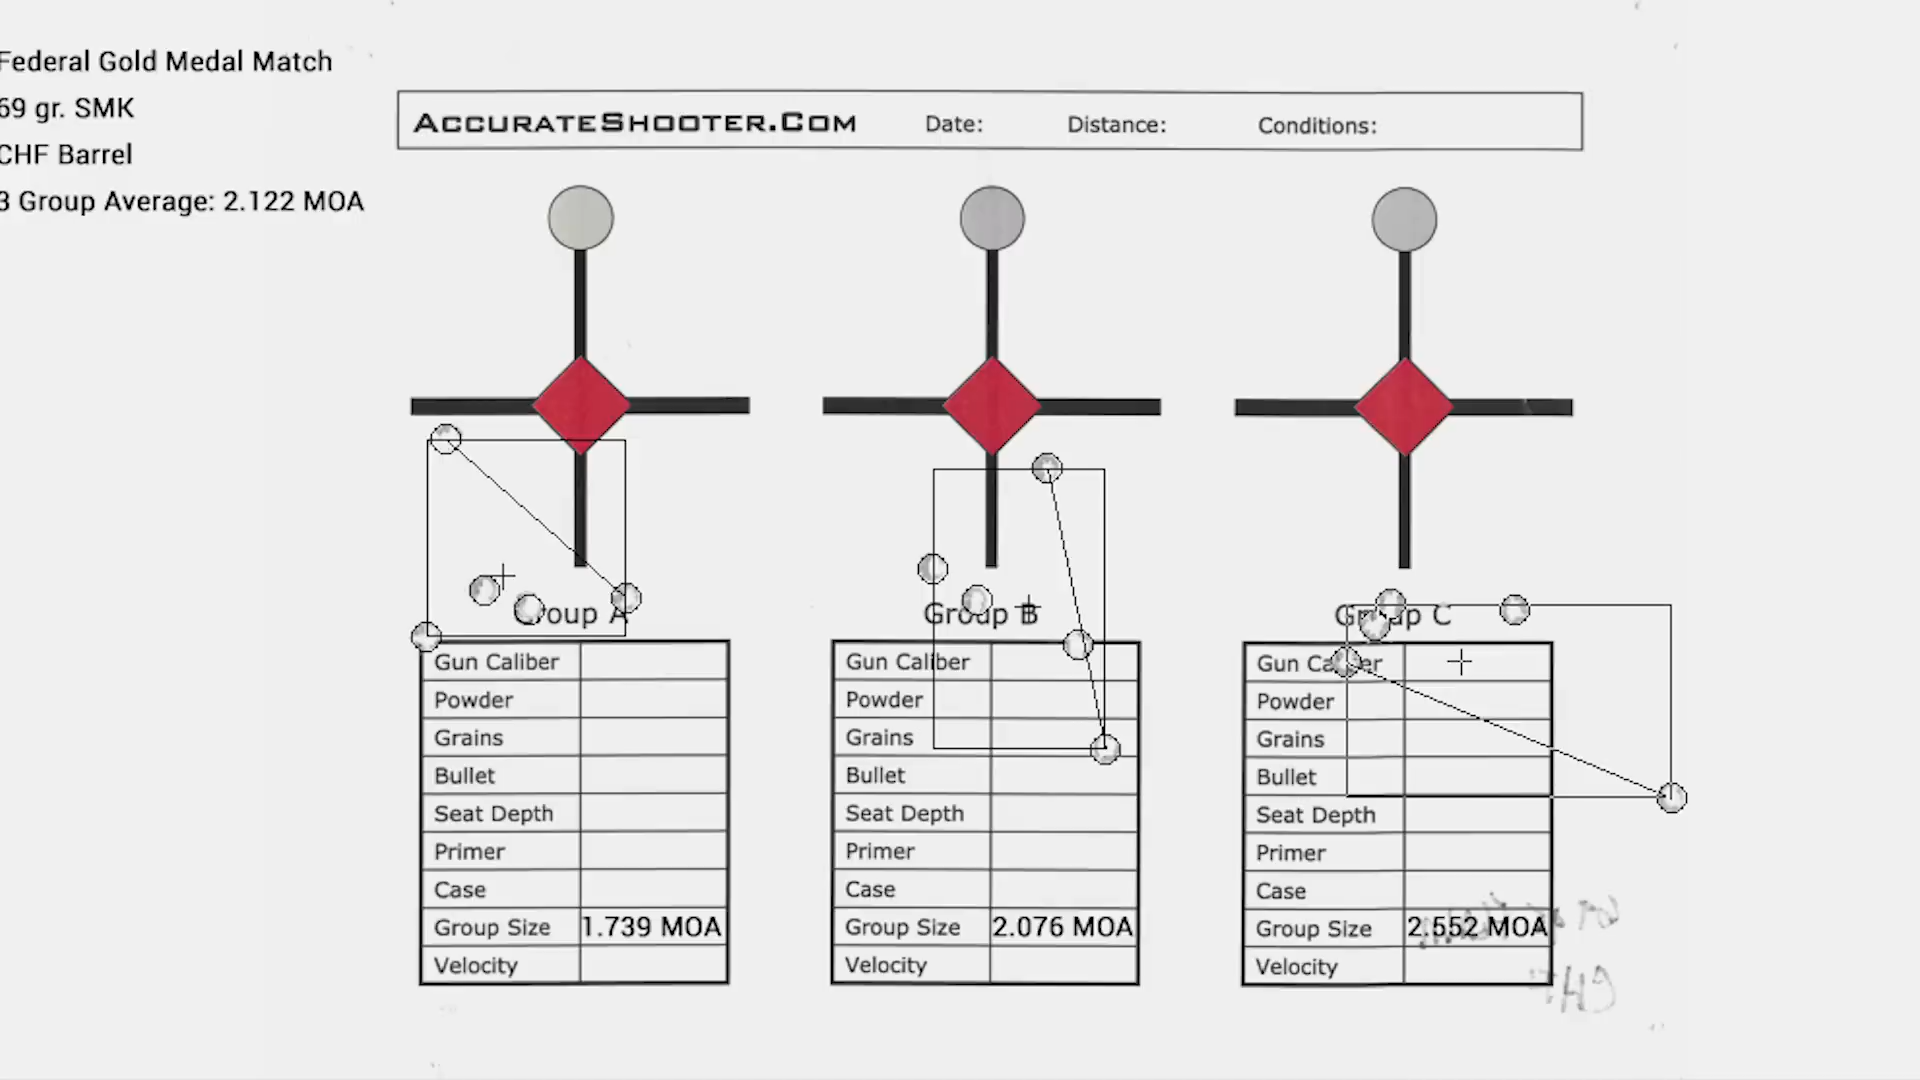 Federal Gold Medal Match
69 gr. SMK
CHF Barrel
3 Group Average: 2.122 MOA
AccurateShooter.Com Date: Distance: Conditions:
Group A
Gun Caliber
Powder
Grains
Bullet
Seat Depth
Primer
Case
Group Size 1.739 MOA
Velocity
Group B
Gun Caliber
Powder
Grains
Bullet
Seat Depth
Primer
Case
Group Size 2.076 MOA
Velocity
Group C
Gun Caliber
Powder
Grains
Bullet
Seat Depth
Primer
Case
Group Size 2.552 MOA
Velocity